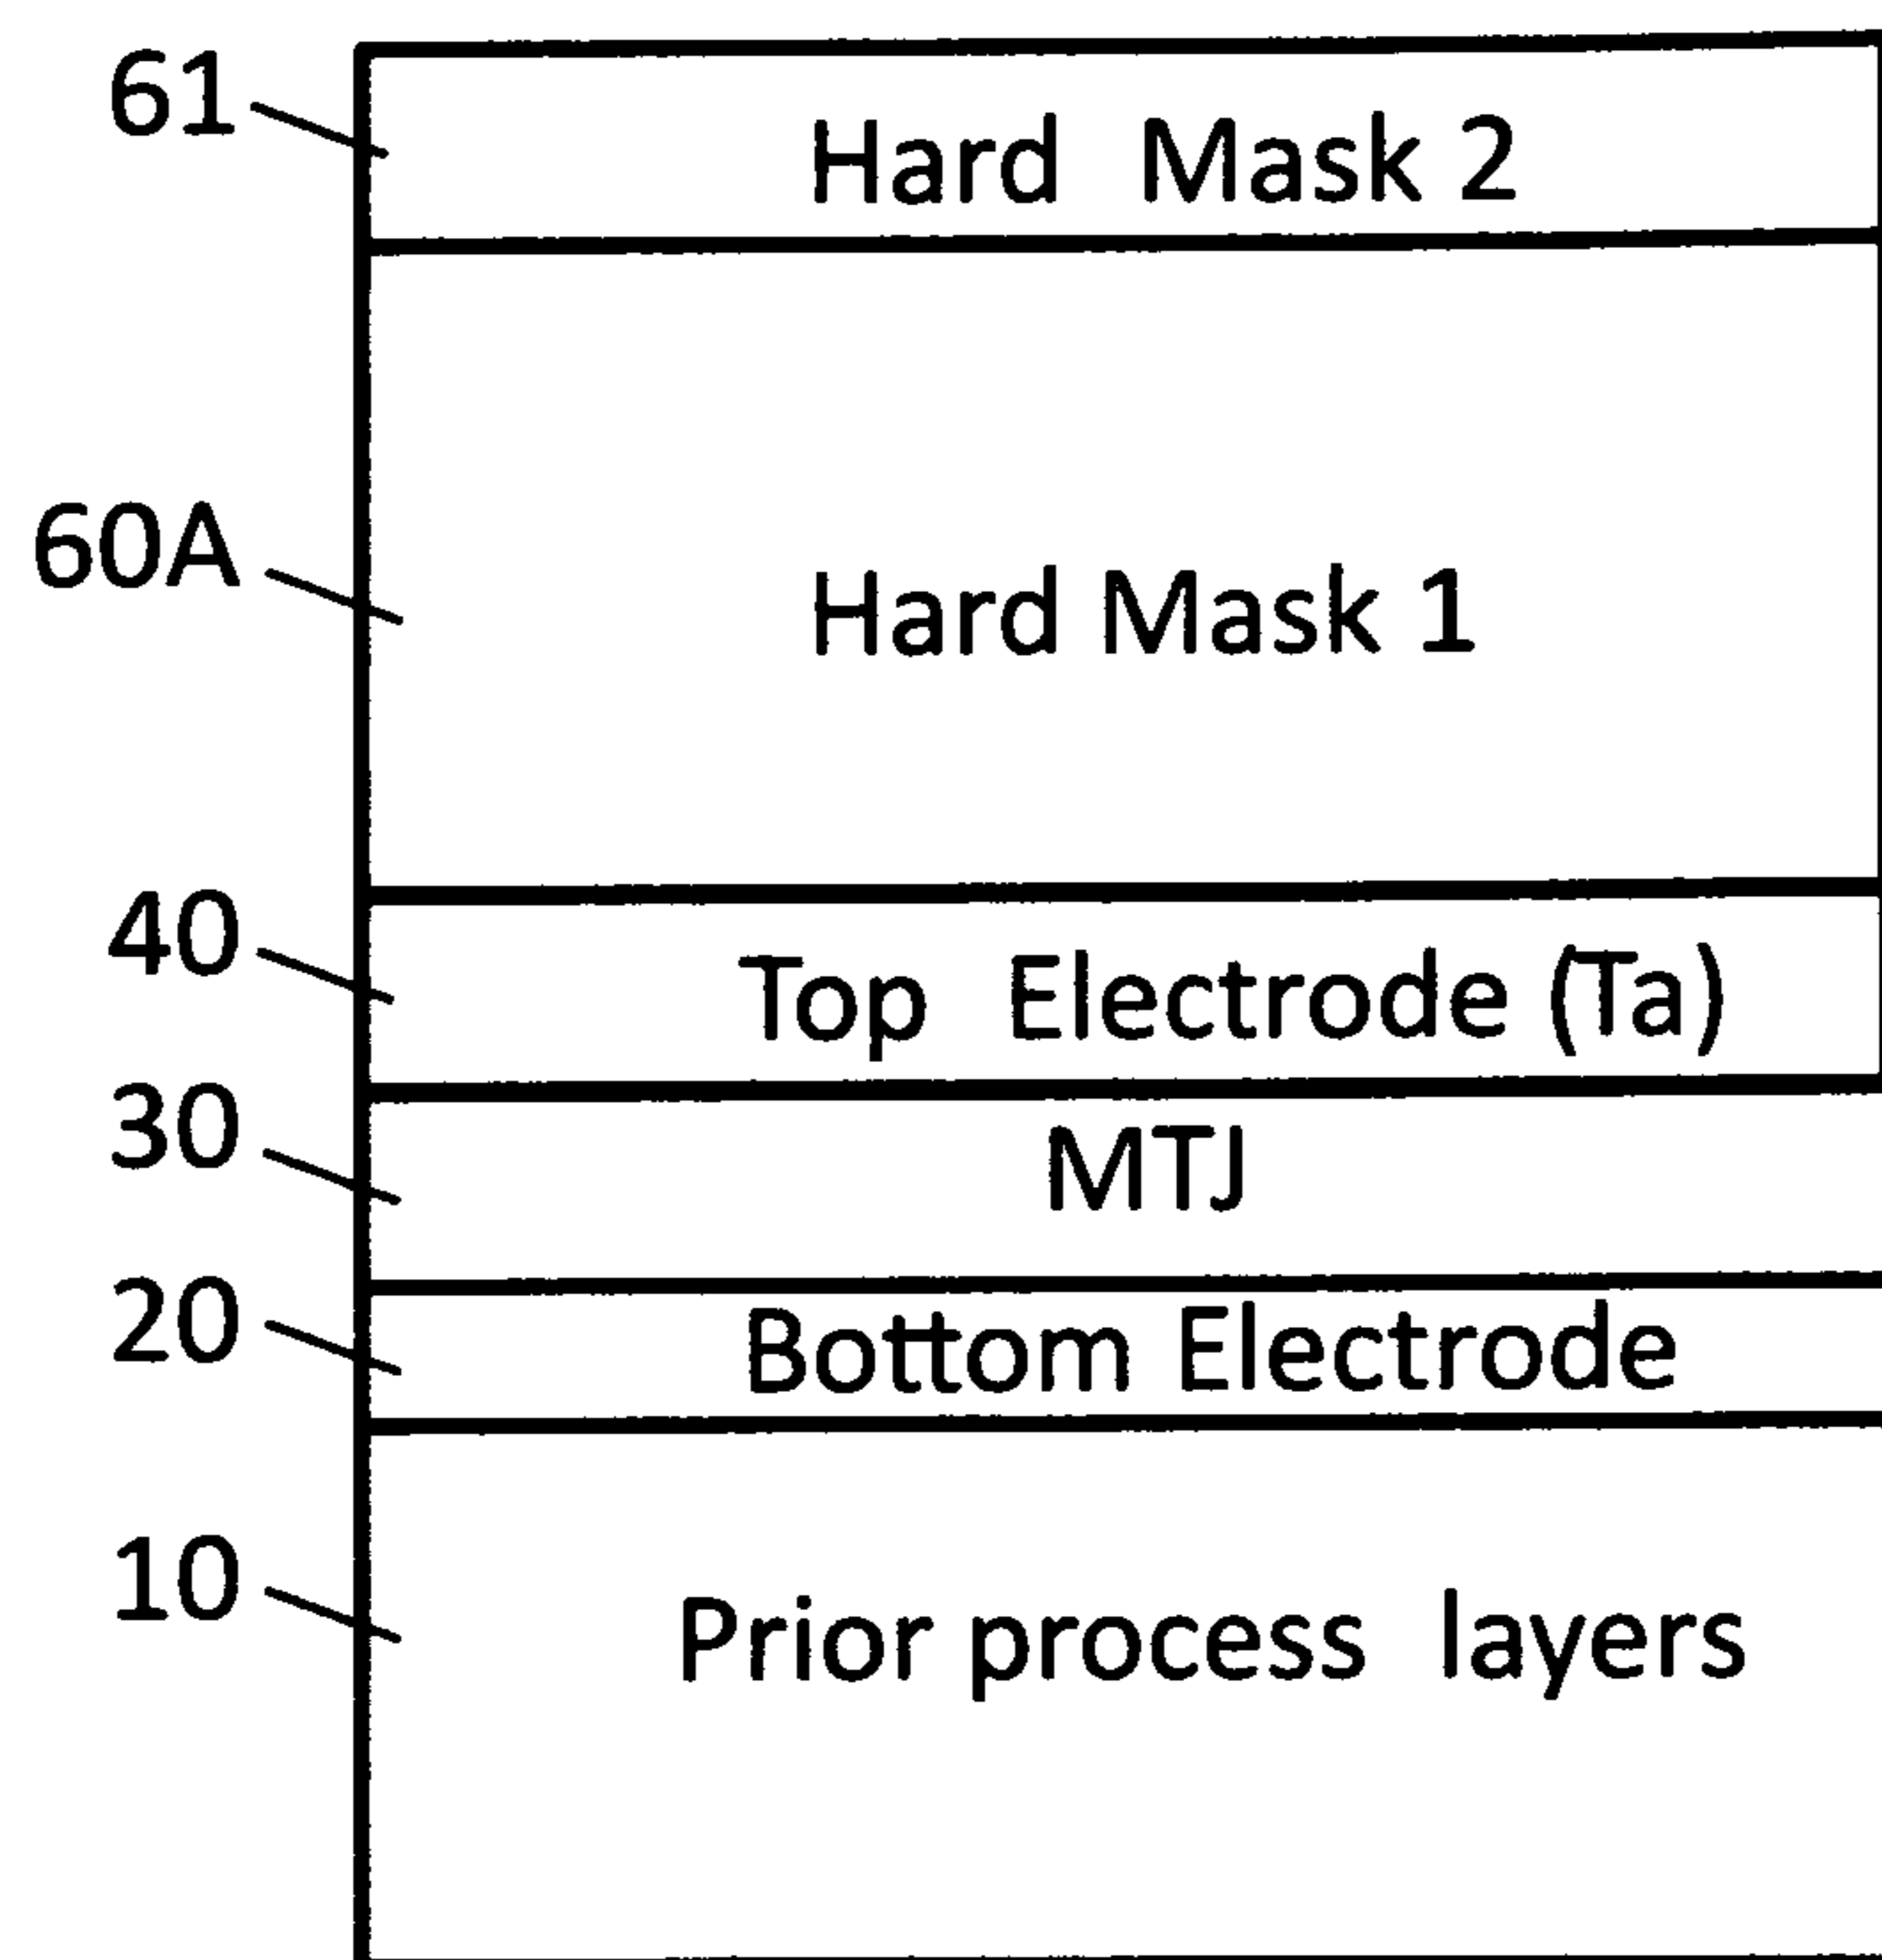 61 Hard Mask 2
60A Hard Mask 1
40 Top Electrode (Ta)
30 MTJ
20 Bottom Electrode
10 Prior process layers